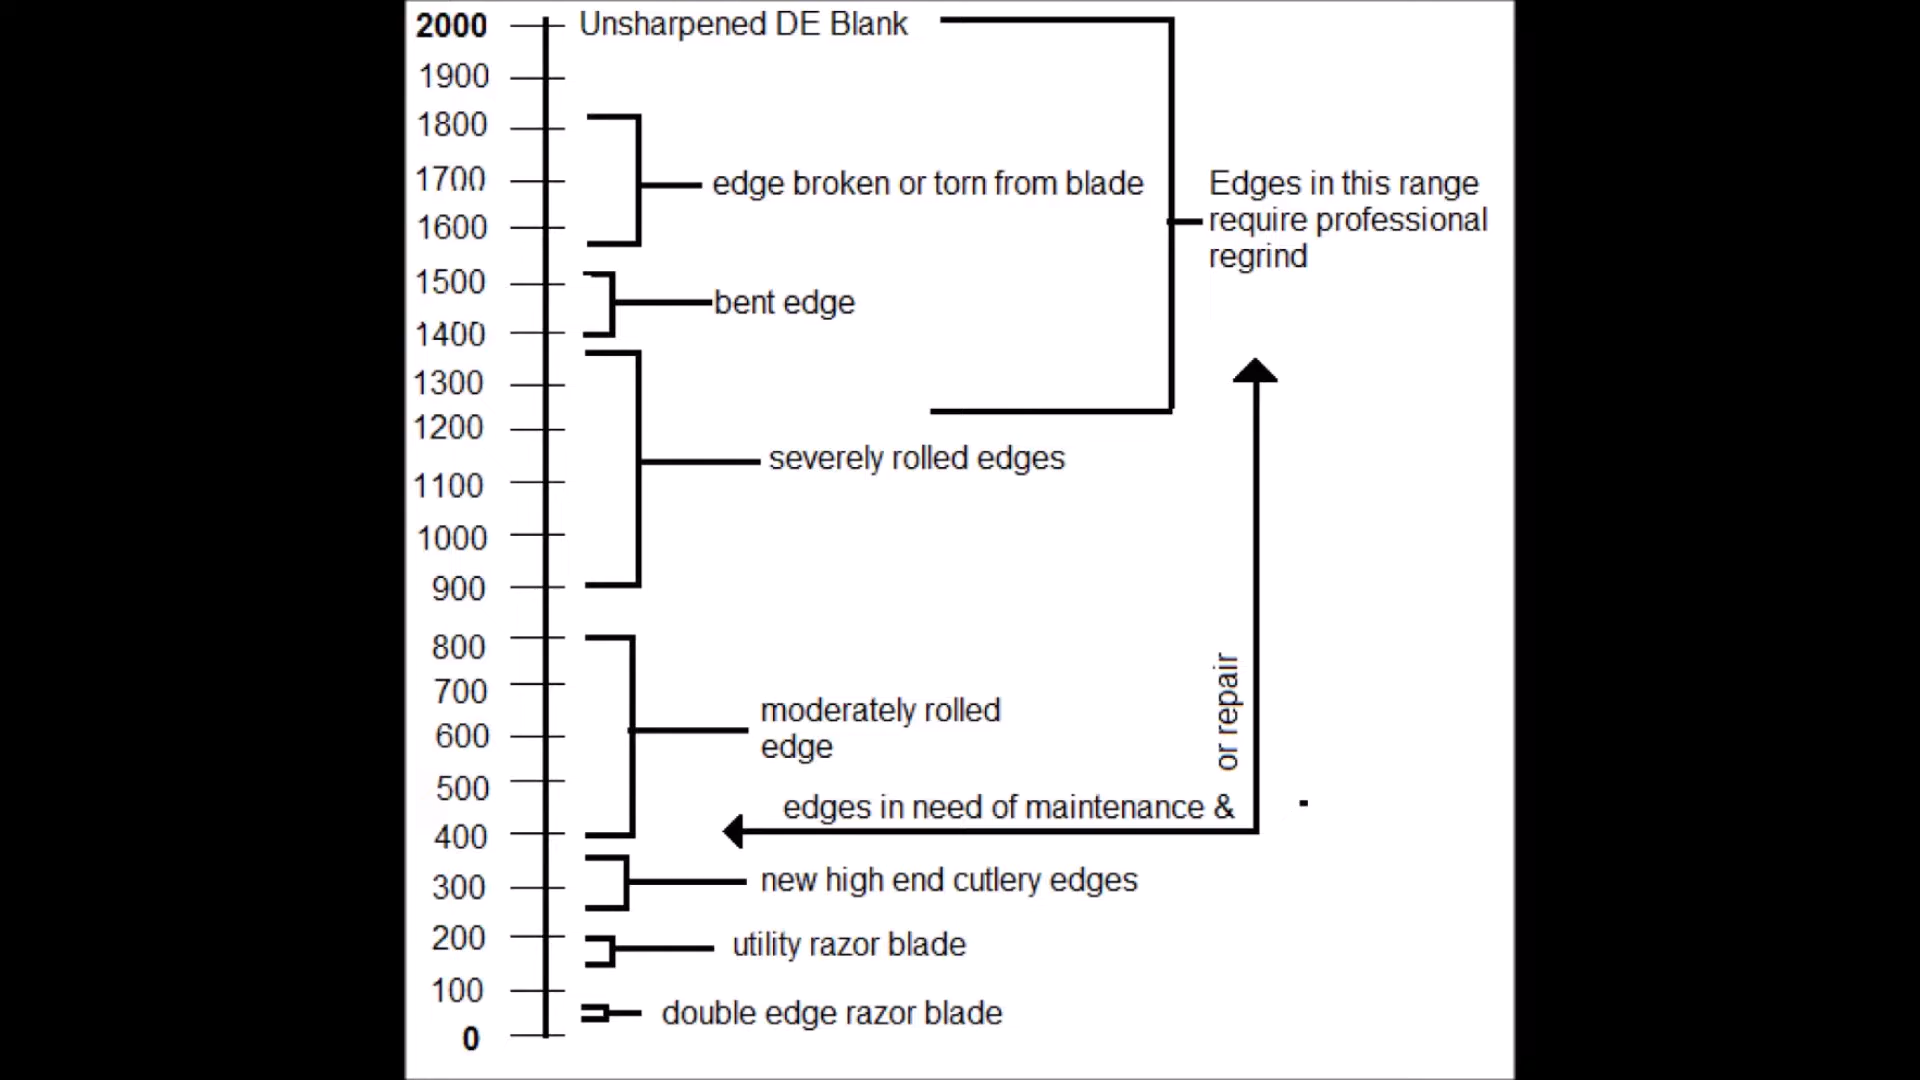 2000 Unsharpened DE Blank
1900
1800
1700
edge broken or torn from blade
Edges in this range
require professional
regrind
1600
1500
bent edge
1400
1300
1200
severely rolled edges
1100
1000
900
800
700
moderately rolled
edge
600
or repair
500
edges in need of maintenance &
400
300
new high end cutlery edges
200
utility razor blade
100
double edge razor blade
0